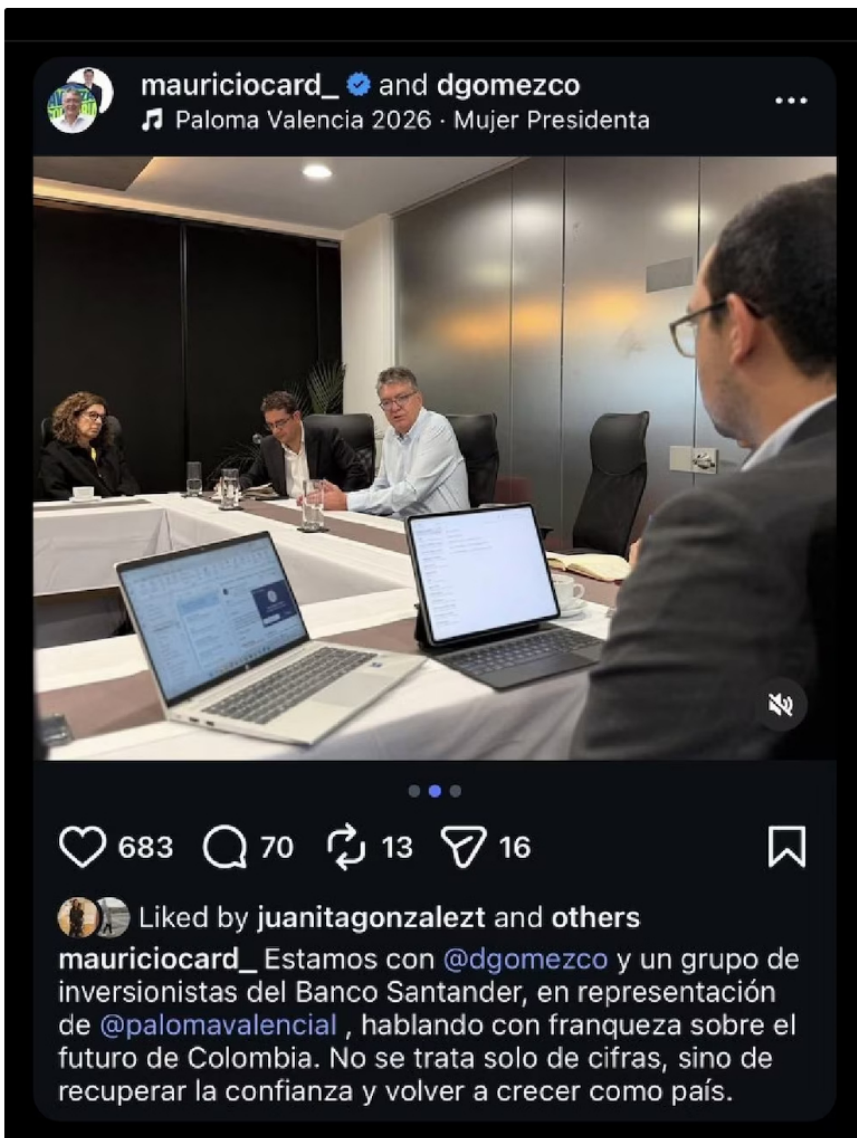 mauriciocard_ and dgomezco
Paloma Valencia 2026 · Mujer Presidenta
683 70 13 16
Liked by juanitagonzalezt and others
mauriciocard_ Estamos con @dgomezco y un grupo de
inversionistas del Banco Santander, en representación
de @palomavalencial , hablando con franqueza sobre el
futuro de Colombia. No se trata solo de cifras, sino de
recuperar la confianza y volver a crecer como país.